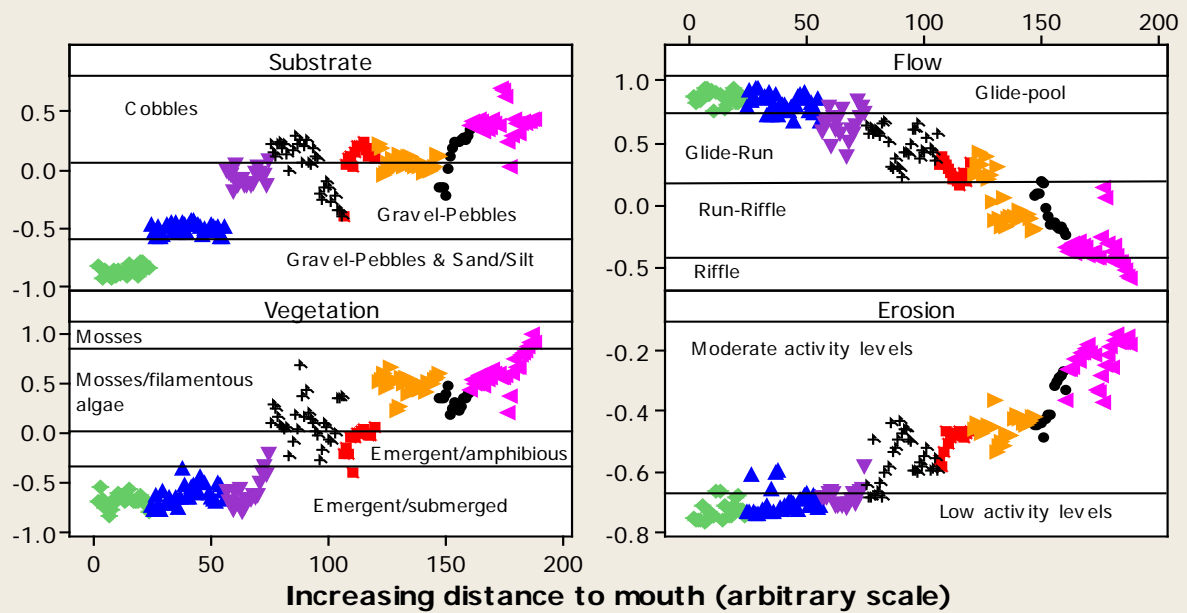 0 50 100 150 200
Substrate
Flow
0.5
0.0
-0.5
-1.0
Cobbles
Gravel-Pebbles
Gravel-Pebbles & Sand/Silt
1.0
0.5
0.0
-0.5
Glide-pool
Glide-Run
Run-Riffle
Riffle
Vegetation
Erosion
1.0
0.5
0.0
-0.5
-1.0
Mosses
Mosses/filamentous
algae
Emergent/amphibious
Emergent/submerged
-0.2
-0.4
-0.6
-0.8
Moderate activity levels
Low activity levels
0 50 100 150 200
Increasing distance to mouth (arbitrary scale)